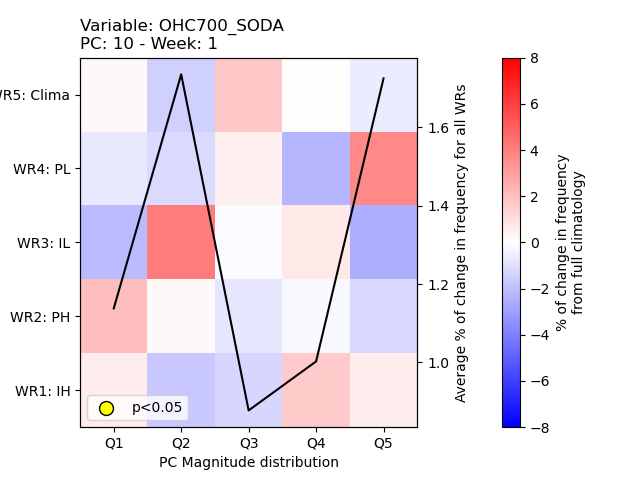 Variable: OHC700_SODA
PC: 10 - Week: 1
WR5: Clima
WR4: PL
WR3: IL
WR2: PH
WR1: IH
p<0.05
Q1 Q2 Q3 Q4 Q5
PC Magnitude distribution
1.6
1.4
1.2
1.0
Average % of change in frequency for all WRs
8
6
4
2
0
−2
−4
−6
−8
% of change in frequency
from full climatology